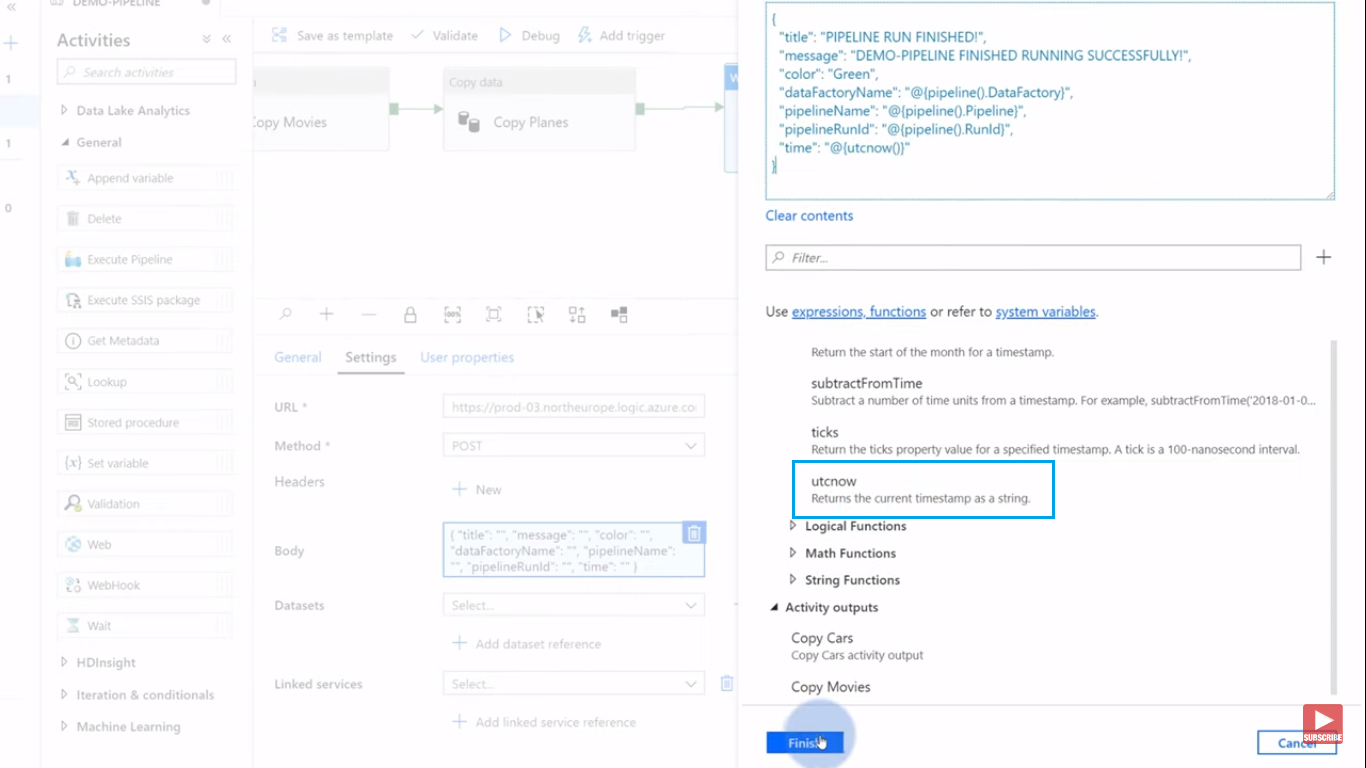 DEMO-PIPELINE
Activities
Search activities
Data Lake Analytics
General
Append variable
Delete
Execute Pipeline
Execute SSIS package
Get Metadata
Lookup
Stored procedure
Set variable
Validation
Web
WebHook
Wait
HDInsight
Iteration & conditionals
Machine Learning
1
1
0
Save as template
Validate
Debug
Add trigger
Copy Movies
Copy data
Copy Planes
W
General
Settings
User properties
URL *
https://prod-03.northeurope.logic.azure.co
Method *
POST
Headers
New
Body
{ "title": "", "message": "", "color": "",
"dataFactoryName": "", "pipelineName":
"", "pipelineRunId": "", "time": "" }
Datasets
Select...
Add dataset reference
Linked services
Select...
Add linked service reference
{
"title": "PIPELINE RUN FINISHED!",
"message": "DEMO-PIPELINE FINISHED RUNNING SUCCESSFULLY!",
"color": "Green",
"dataFactoryName": "@{pipeline().DataFactory}",
"pipelineName": "@{pipeline().Pipeline}",
"pipelineRunId": "@{pipeline().RunId}",
"time": "@{utcnow()}"
}
Clear contents
Filter...
Use expressions, functions or refer to system variables.
Return the start of the month for a timestamp.
subtractFromTime
Subtract a number of time units from a timestamp. For example, subtractFromTime('2018-01-0...
ticks
Return the ticks property value for a specified timestamp. A tick is a 100-nanosecond interval.
utcnow
Returns the current timestamp as a string.
Logical Functions
Math Functions
String Functions
Activity outputs
Copy Cars
Copy Cars activity output
Copy Movies
Finish
Cancel
SUBSCRIBE